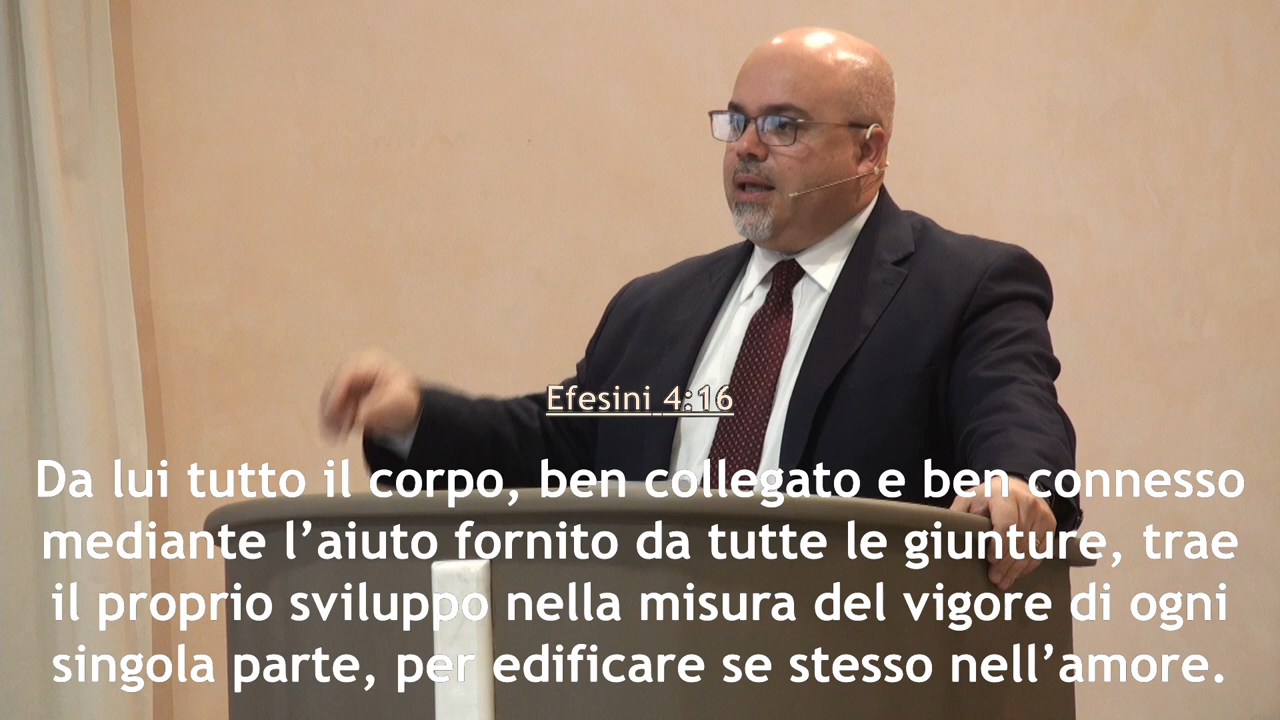 Efesini 4:16
Da lui tutto il corpo, ben collegato e ben connesso
mediante l’aiuto fornito da tutte le giunture, trae
il proprio sviluppo nella misura del vigore di ogni
singola parte, per edificare se stesso nell’amore.